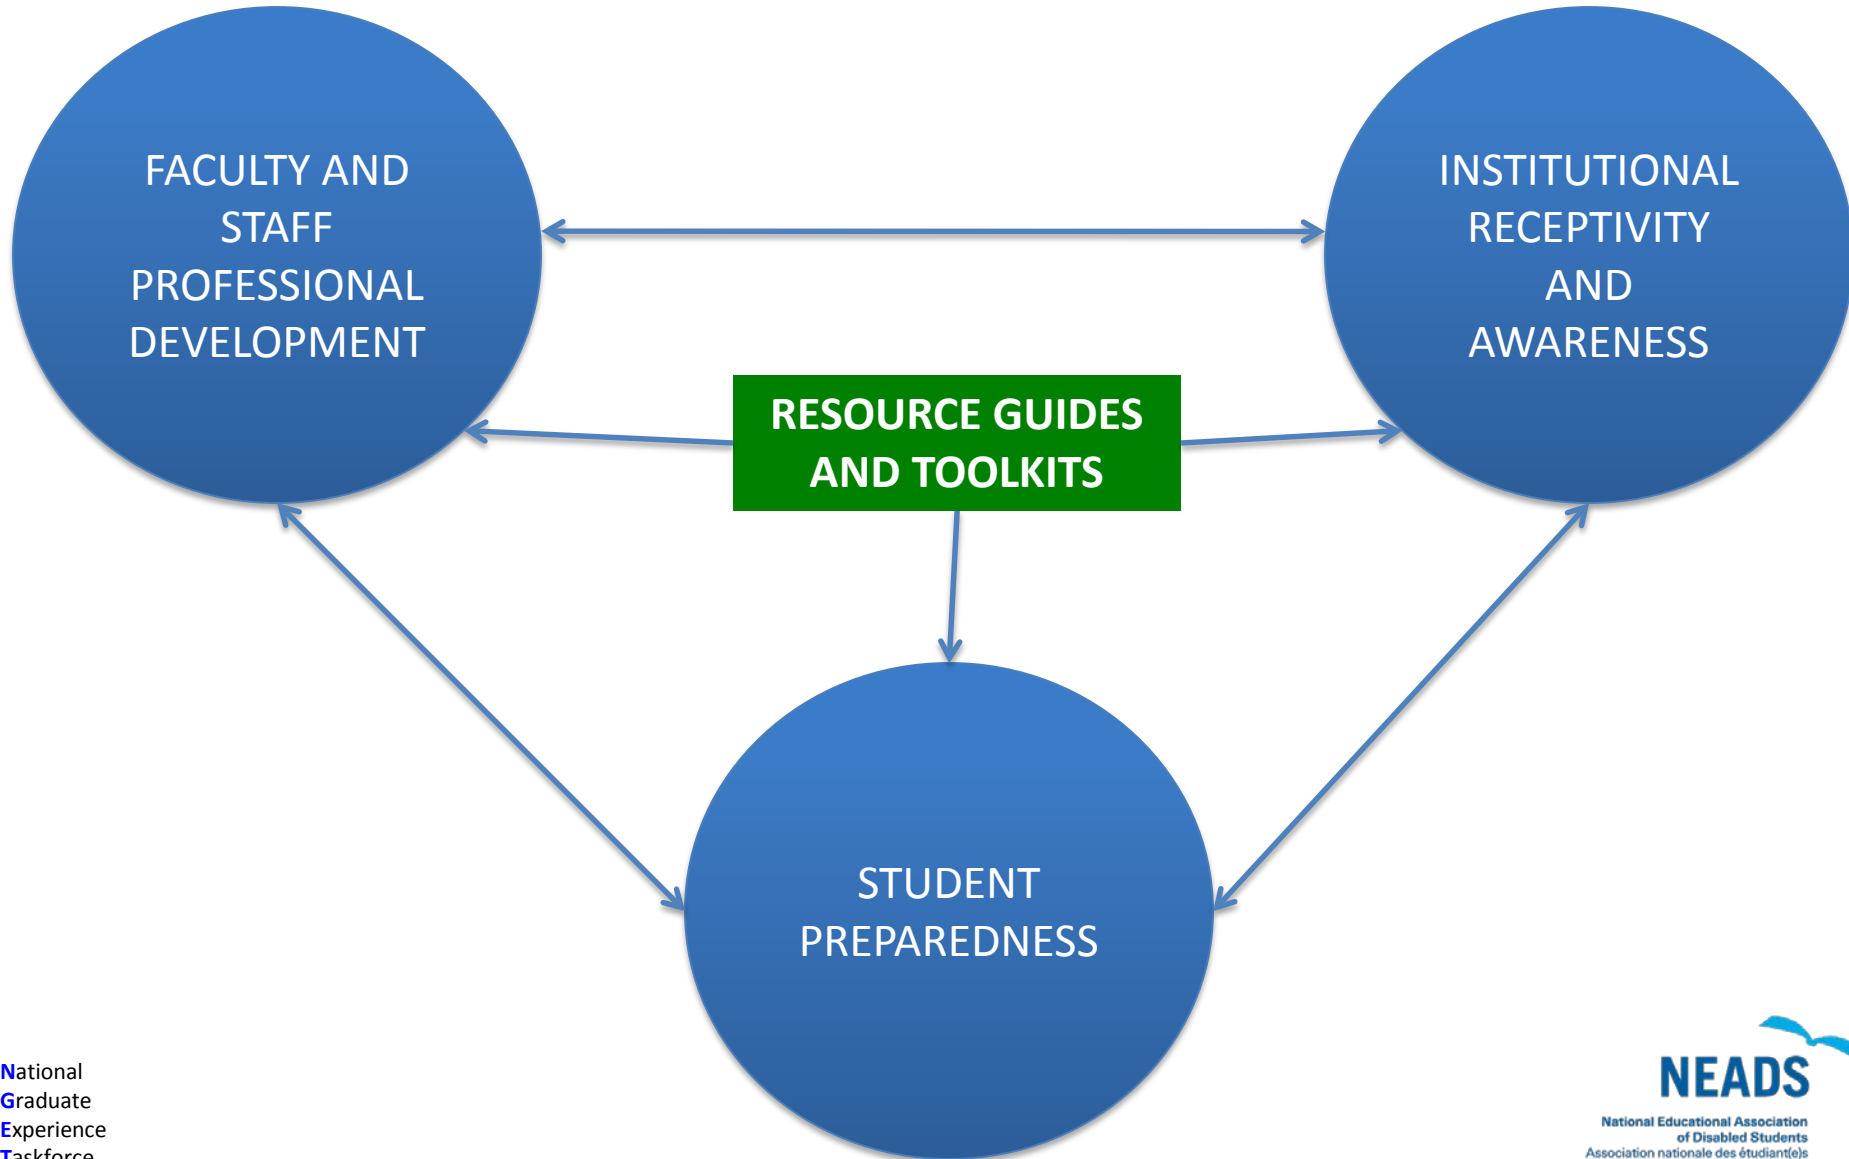 FACULTY AND
STAFF
PROFESSIONAL
DEVELOPMENT
INSTITUTIONAL
RECEPTIVITY
AND
AWARENESS
RESOURCE GUIDES
AND TOOLKITS
STUDENT
PREPAREDNESS
National
Graduate
Experience
Taskforce
NEADS
National Educational Association
of Disabled Students
Association nationale des étudiant(e)s